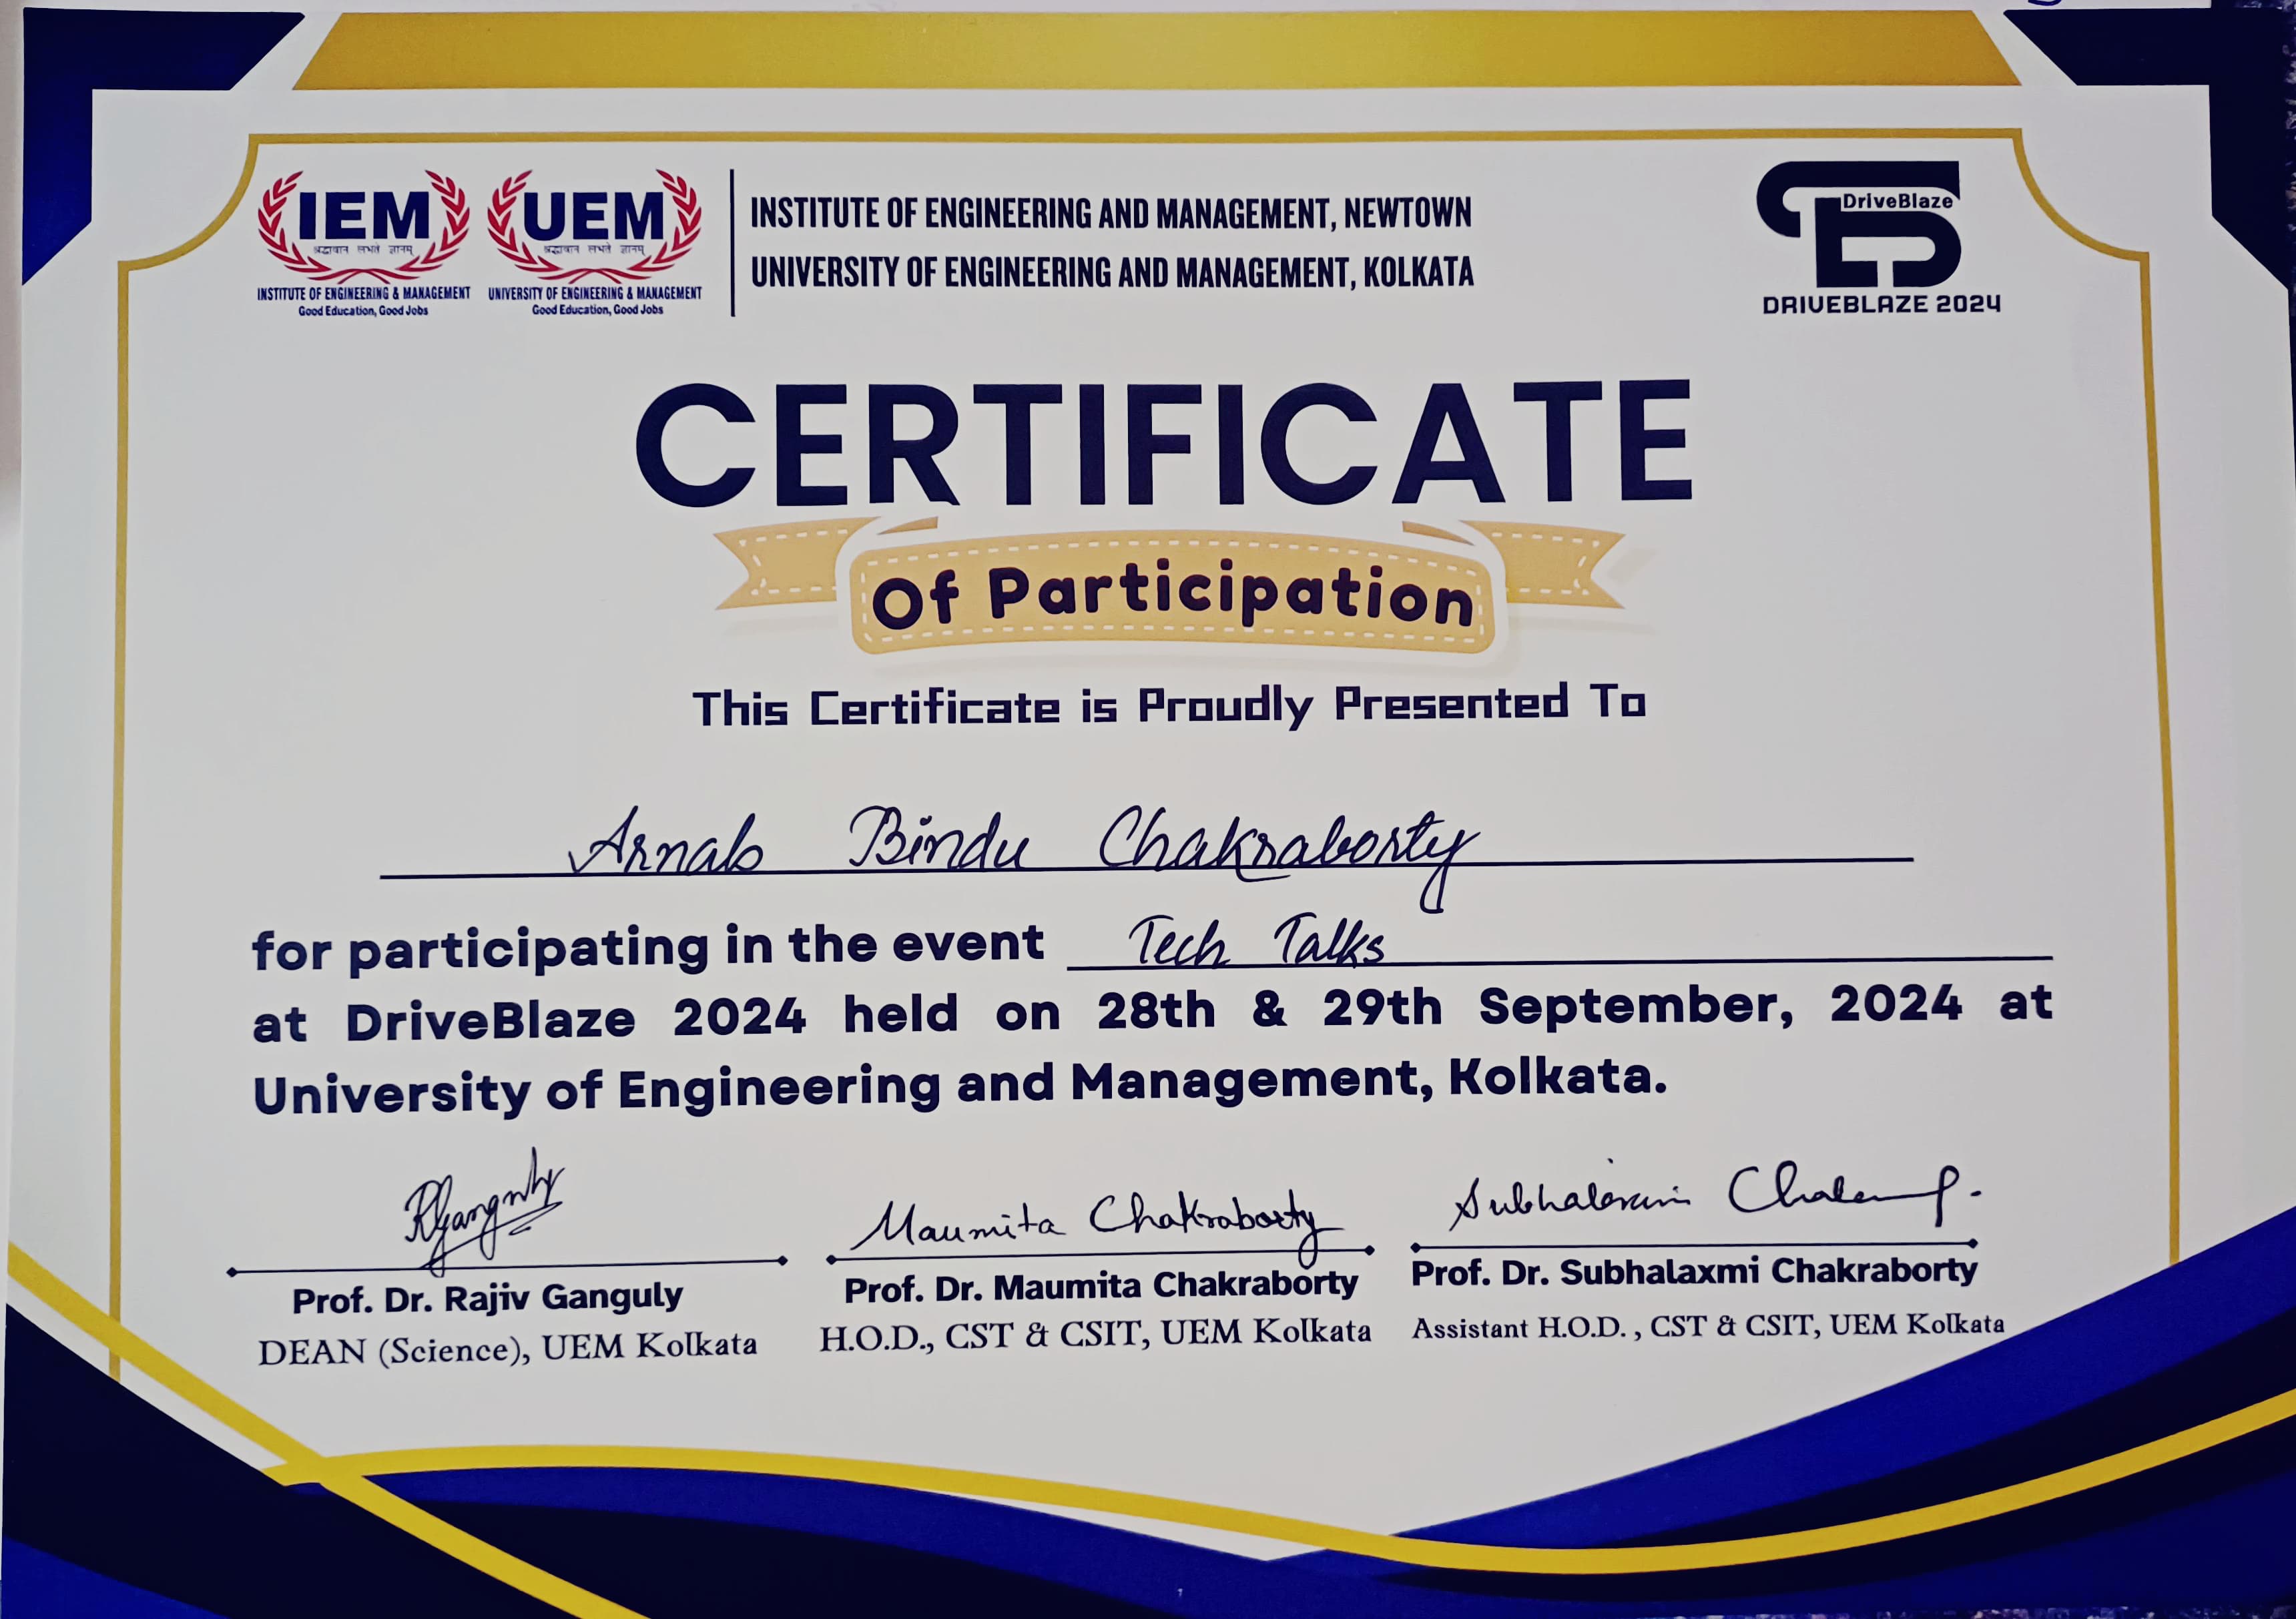 IEM
श्रद्धावान लभते ज्ञानम्
INSTITUTE OF ENGINEERING & MANAGEMENT
Good Education, Good Jobs
UEM
श्रद्धावान लभते ज्ञानम्
UNIVERSITY OF ENGINEERING & MANAGEMENT
Good Education, Good Jobs
INSTITUTE OF ENGINEERING AND MANAGEMENT, NEWTOWN
UNIVERSITY OF ENGINEERING AND MANAGEMENT, KOLKATA
DriveBlaze
DRIVEBLAZE 2024
CERTIFICATE
Of Participation
This Certificate is Proudly Presented To
Arnab Bindu Chakraborty
for participating in the event Tech Talks
at DriveBlaze 2024 held on 28th & 29th September, 2024 at
University of Engineering and Management, Kolkata.
RGanguly
Prof. Dr. Rajiv Ganguly
DEAN (Science), UEM Kolkata
Maumita Chakraborty
Prof. Dr. Maumita Chakraborty
H.O.D., CST & CSIT, UEM Kolkata
Prof. Dr. Subhalaxmi Chakraborty
Assistant H.O.D. , CST & CSIT, UEM Kolkata